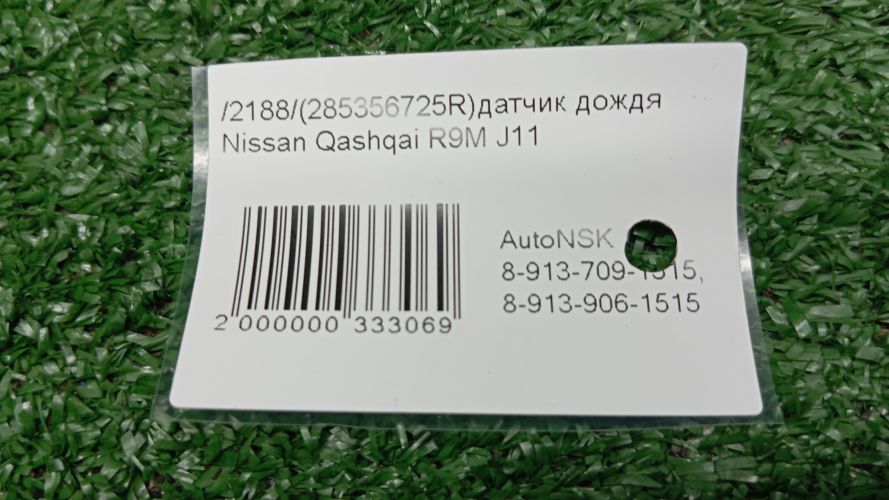 /2188/(285356725R)датчик дождя
Nissan Qashqai R9M J11
AutoNSK
8-913-709-1515,
8-913-906-1515
2 000000 333069